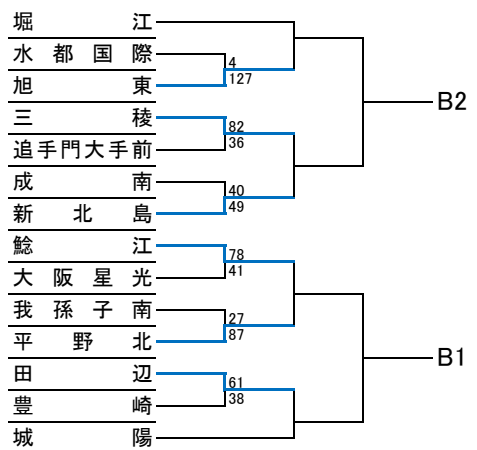 堀江
水都国際
4
127
旭東
三稜
82
36
追手門大手前
成南
40
49
新北島
鯰江
78
41
大阪星光
我孫子南
27
87
平野北
田辺
61
38
豊崎
城陽
B2
B1